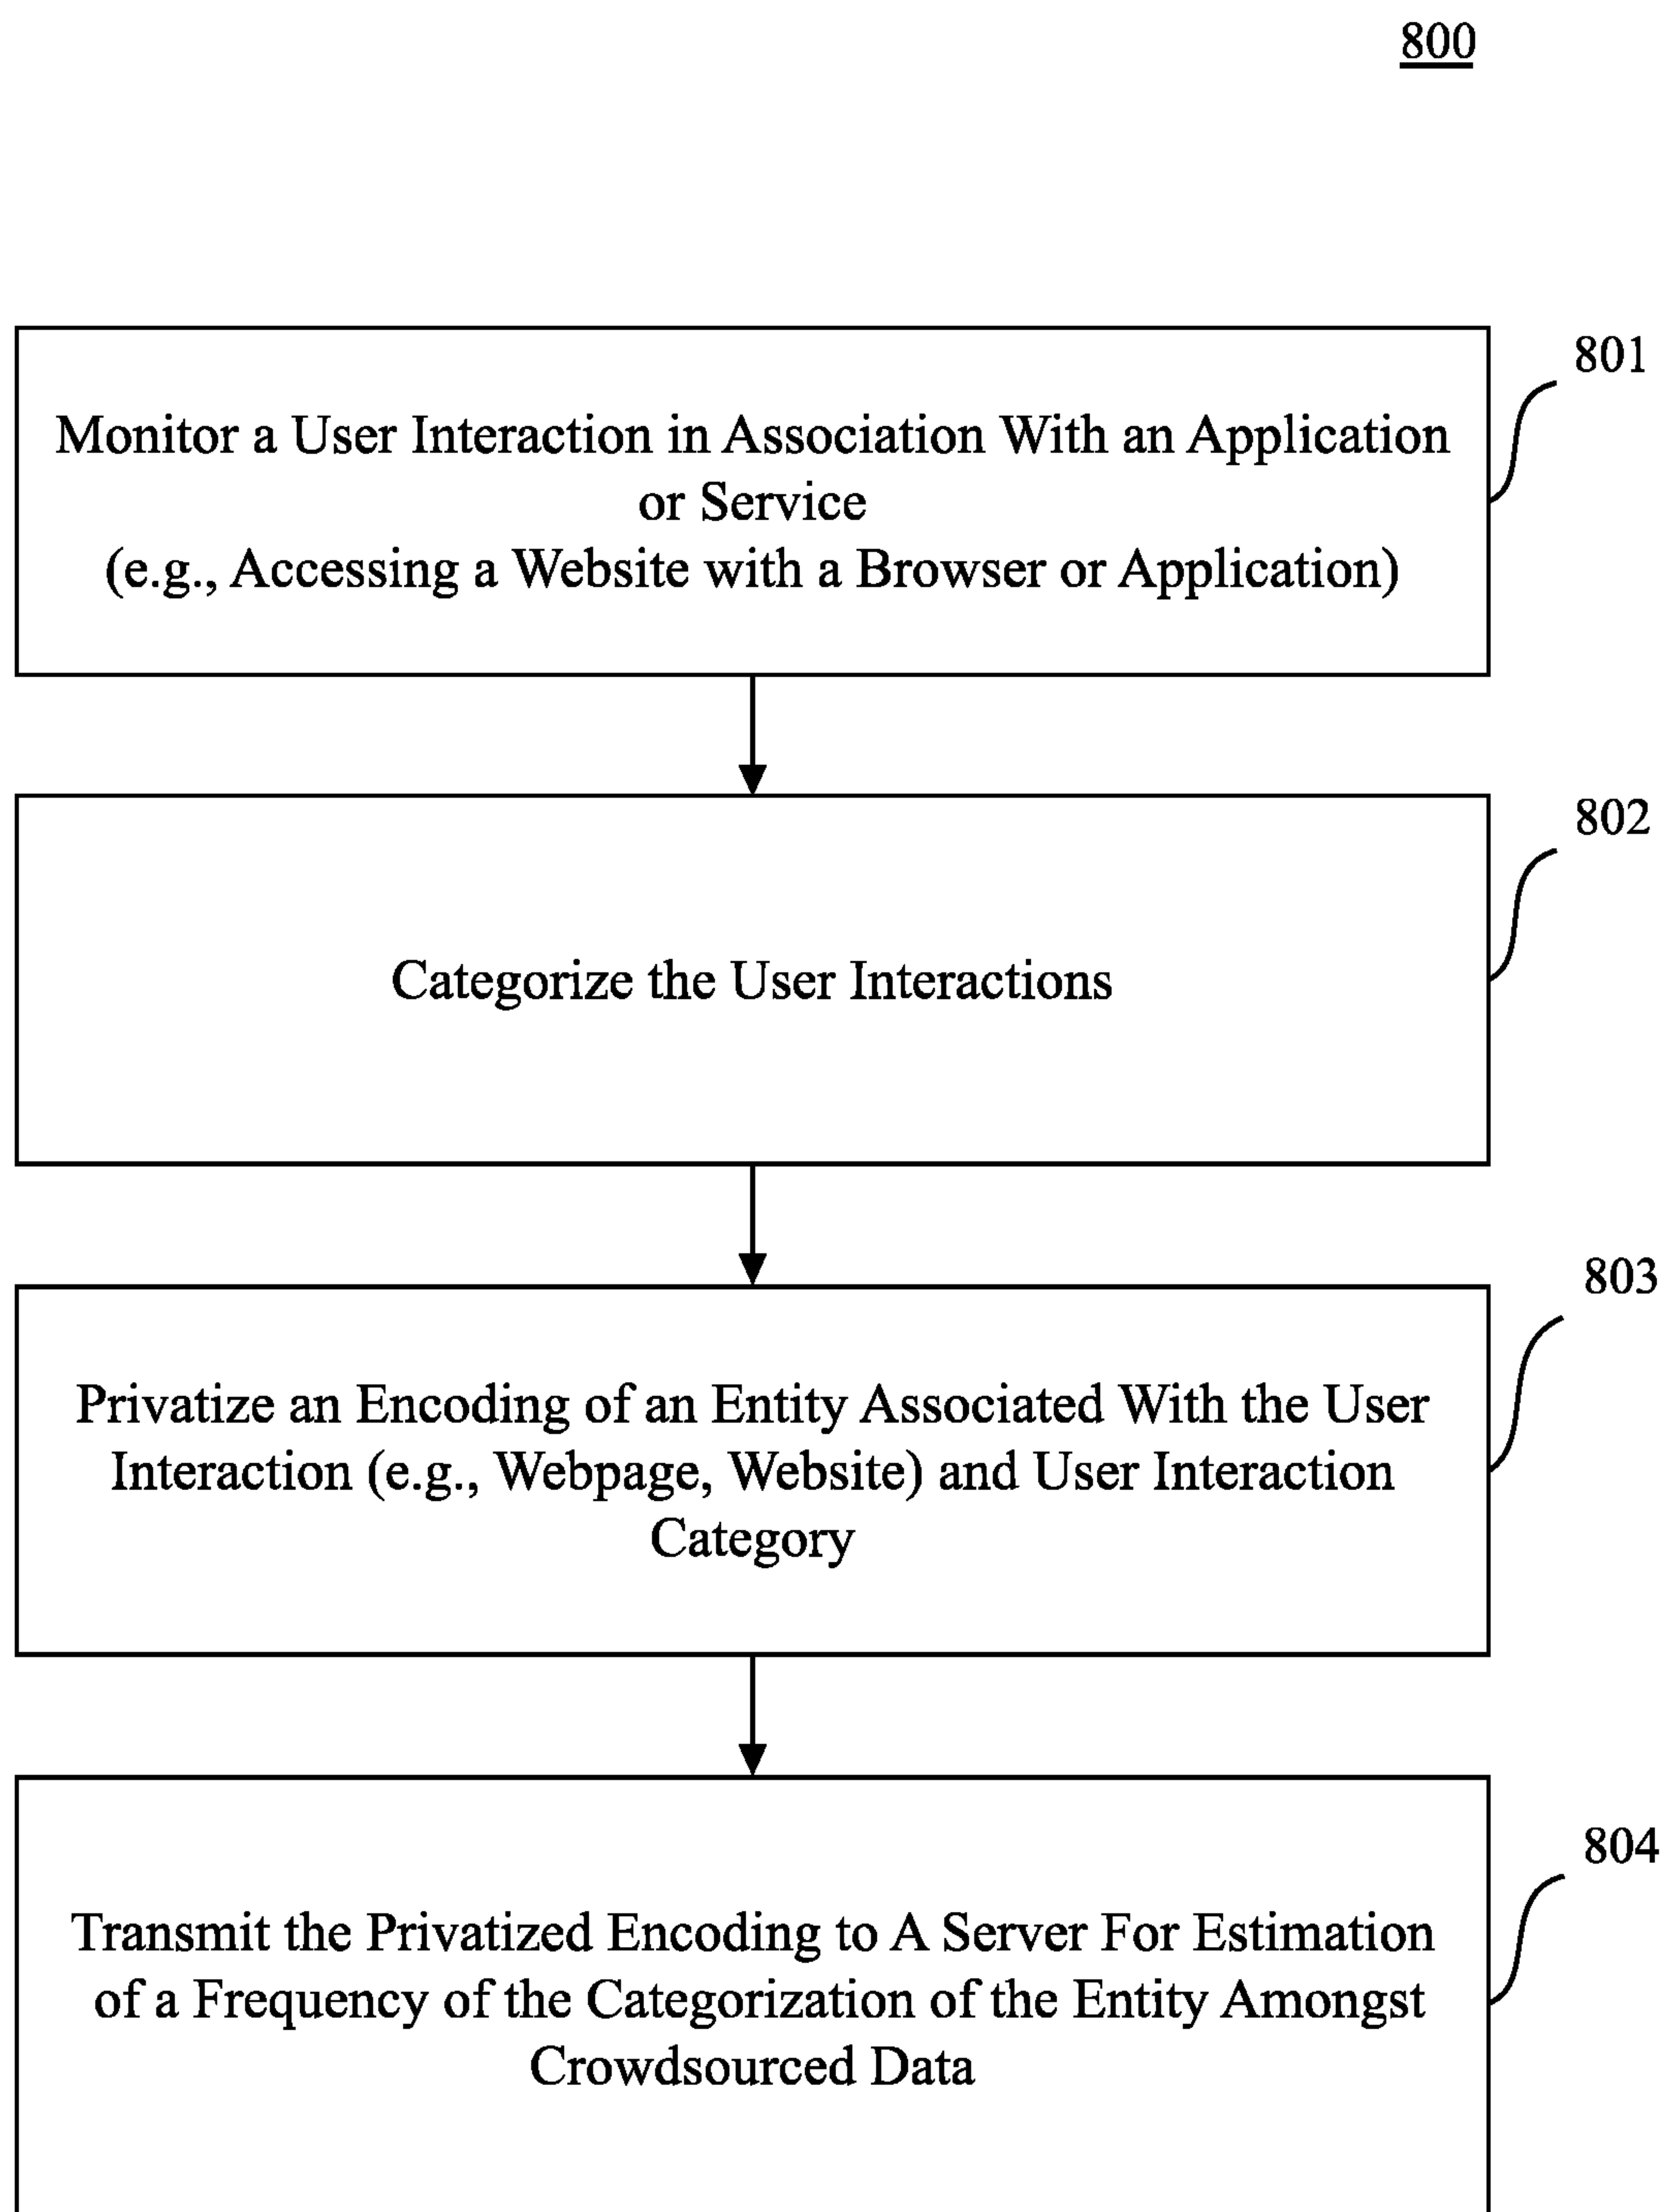 800
801
Monitor a User Interaction in Association With an Application
or Service
(e.g., Accessing a Website with a Browser or Application)
802
Categorize the User Interactions
803
Privatize an Encoding of an Entity Associated With the User
Interaction (e.g., Webpage, Website) and User Interaction
Category
804
Transmit the Privatized Encoding to A Server For Estimation
of a Frequency of the Categorization of the Entity Amongst
Crowdsourced Data